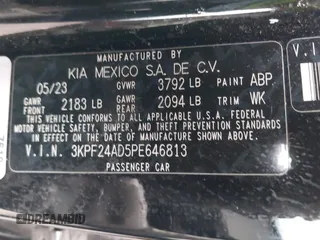 MANUFACTURED BY
KIA MEXICO S.A. DE C.V.
05/23 GVWR 3792 LB PAINT ABP
GAWR FRONT 2183 LB GAWR REAR 2094 LB TRIM WK
THIS VEHICLE CONFORMS TO ALL APPLICABLE U.S. FEDERAL
MOTOR VEHICLE SAFETY, BUMPER, AND THEFT PREVENTION STANDARDS
IN EFFECT ON THE DATE OF MANUFACTURE SHOWN ABOVE.
V.I.N. 3KPF24AD5PE646813
PASSENGER CAR
V.I.N
DREAMBID